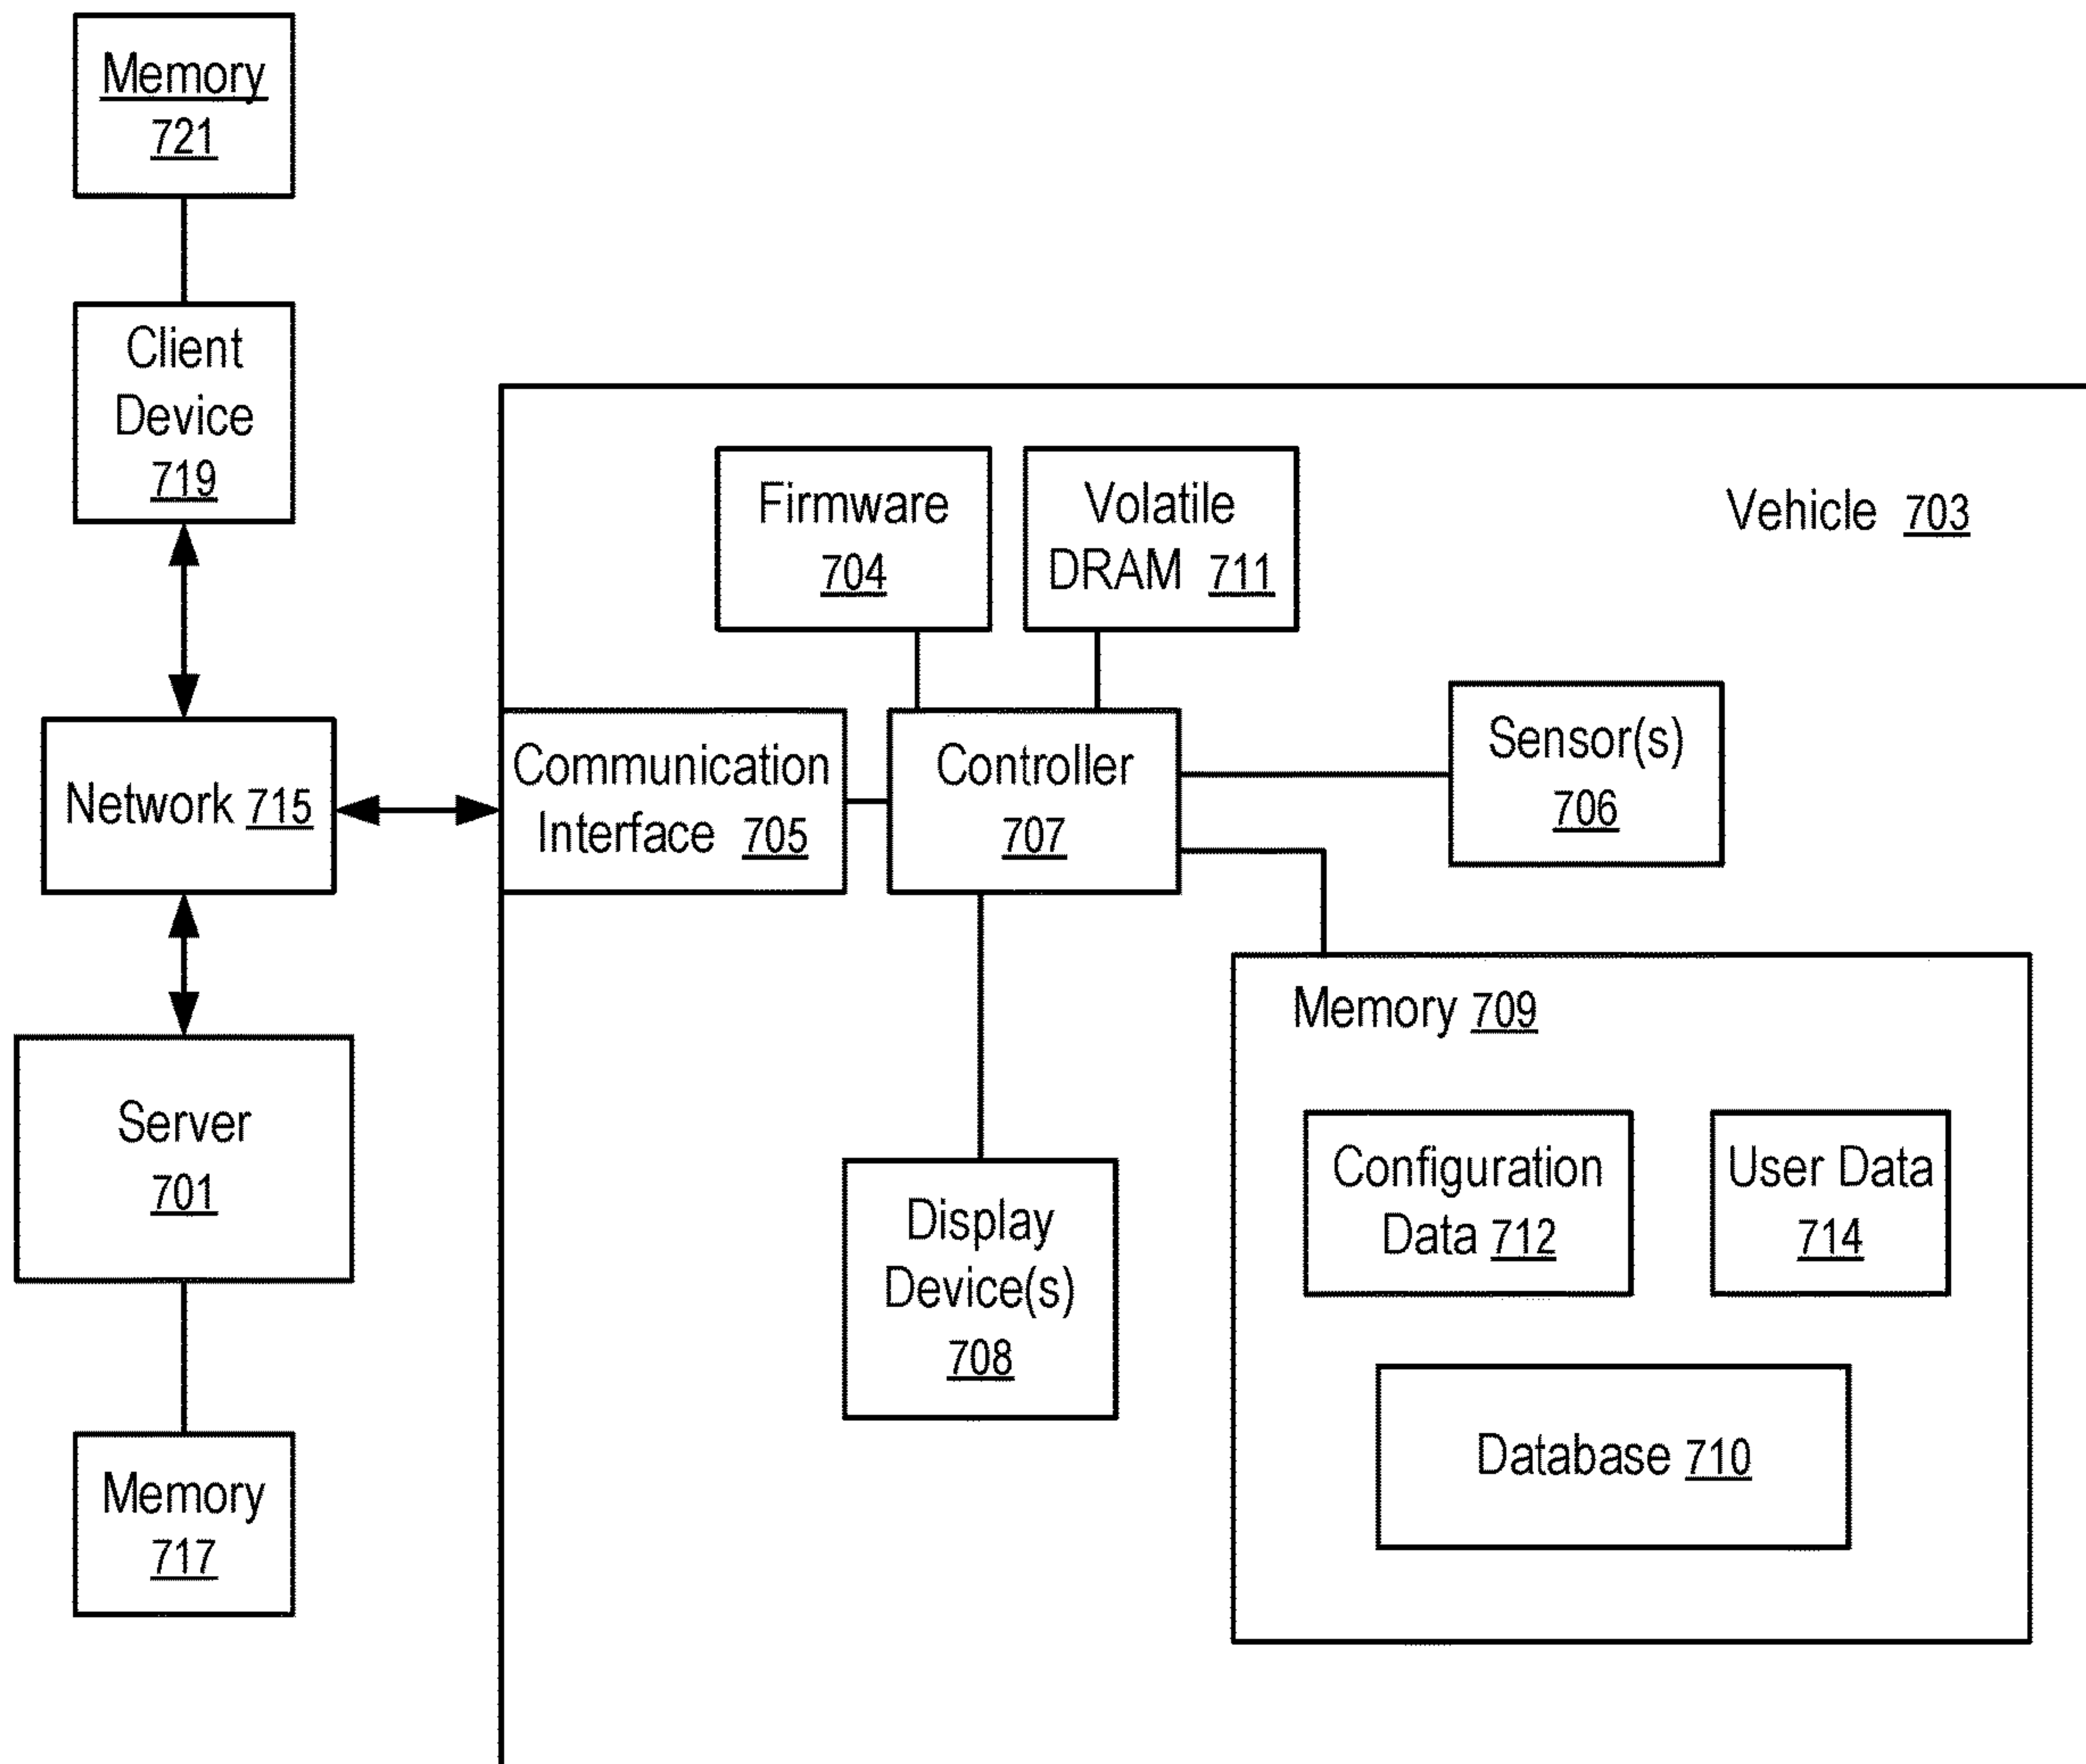 Memory
721
Client
Device
719
Network 715
Server
701
Memory
717
Vehicle 703
Firmware
704
Volatile
DRAM 711
Communication
Interface 705
Controller
707
Sensor(s)
706
Display
Device(s)
708
Memory 709
Configuration
Data 712
User Data
714
Database 710